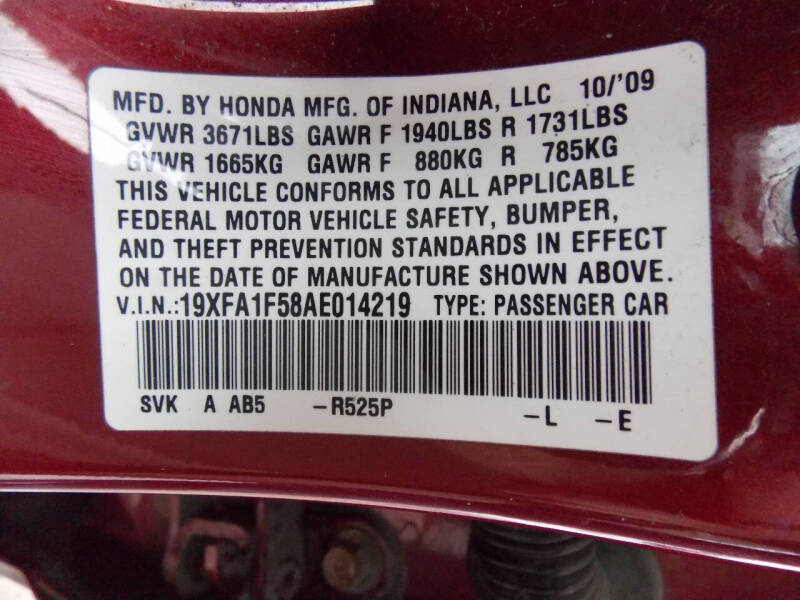 MFD. BY HONDA MFG. OF INDIANA, LLC 10/'09
GVWR 3671LBS GAWR F 1940LBS R 1731LBS
GVWR 1665KG GAWR F 880KG R 785KG
THIS VEHICLE CONFORMS TO ALL APPLICABLE
FEDERAL MOTOR VEHICLE SAFETY, BUMPER,
AND THEFT PREVENTION STANDARDS IN EFFECT
ON THE DATE OF MANUFACTURE SHOWN ABOVE.
V.I.N.:19XFA1F58AE014219 TYPE: PASSENGER CAR
SVK A AB5 -R525P -L -E